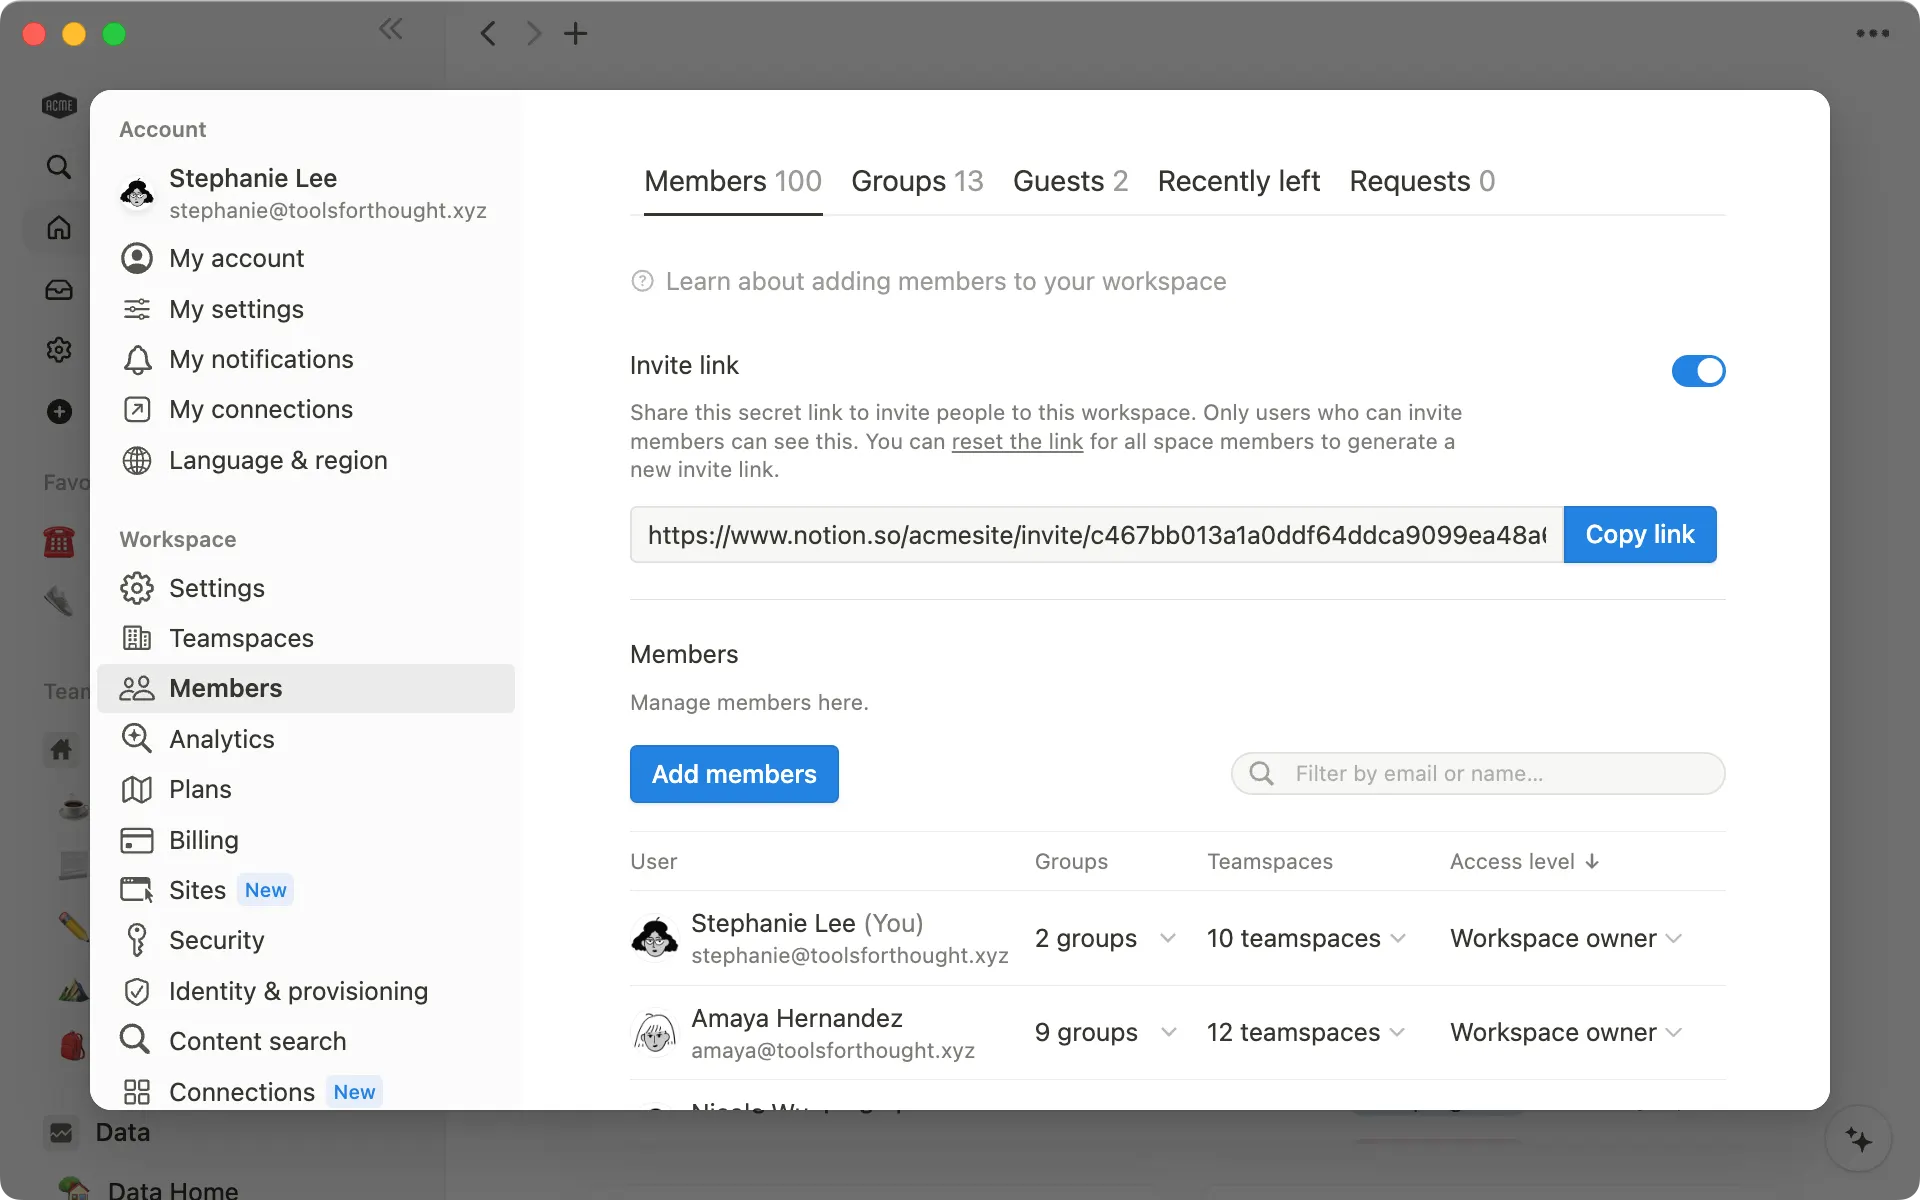 ACME
Favo
Tean
Data
Data Home
Account
Stephanie Lee
stephanie@toolsforthought.xyz
My account
My settings
My notifications
My connections
Language & region
Workspace
Settings
Teamspaces
Members
Analytics
Plans
Billing
Sites New
Security
Identity & provisioning
Content search
Connections New
Members 100 Groups 13 Guests 2 Recently left Requests 0
Learn about adding members to your workspace
Invite link
Share this secret link to invite people to this workspace. Only users who can invite
members can see this. You can reset the link for all space members to generate a
new invite link.
https://www.notion.so/acmesite/invite/c467bb013a1a0ddf64ddca9099ea48a6 Copy link
Members
Manage members here.
Add members Filter by email or name...
User Groups Teamspaces Access level ↓
Stephanie Lee (You)
stephanie@toolsforthought.xyz
2 groups 10 teamspaces Workspace owner
Amaya Hernandez
amaya@toolsforthought.xyz
9 groups 12 teamspaces Workspace owner